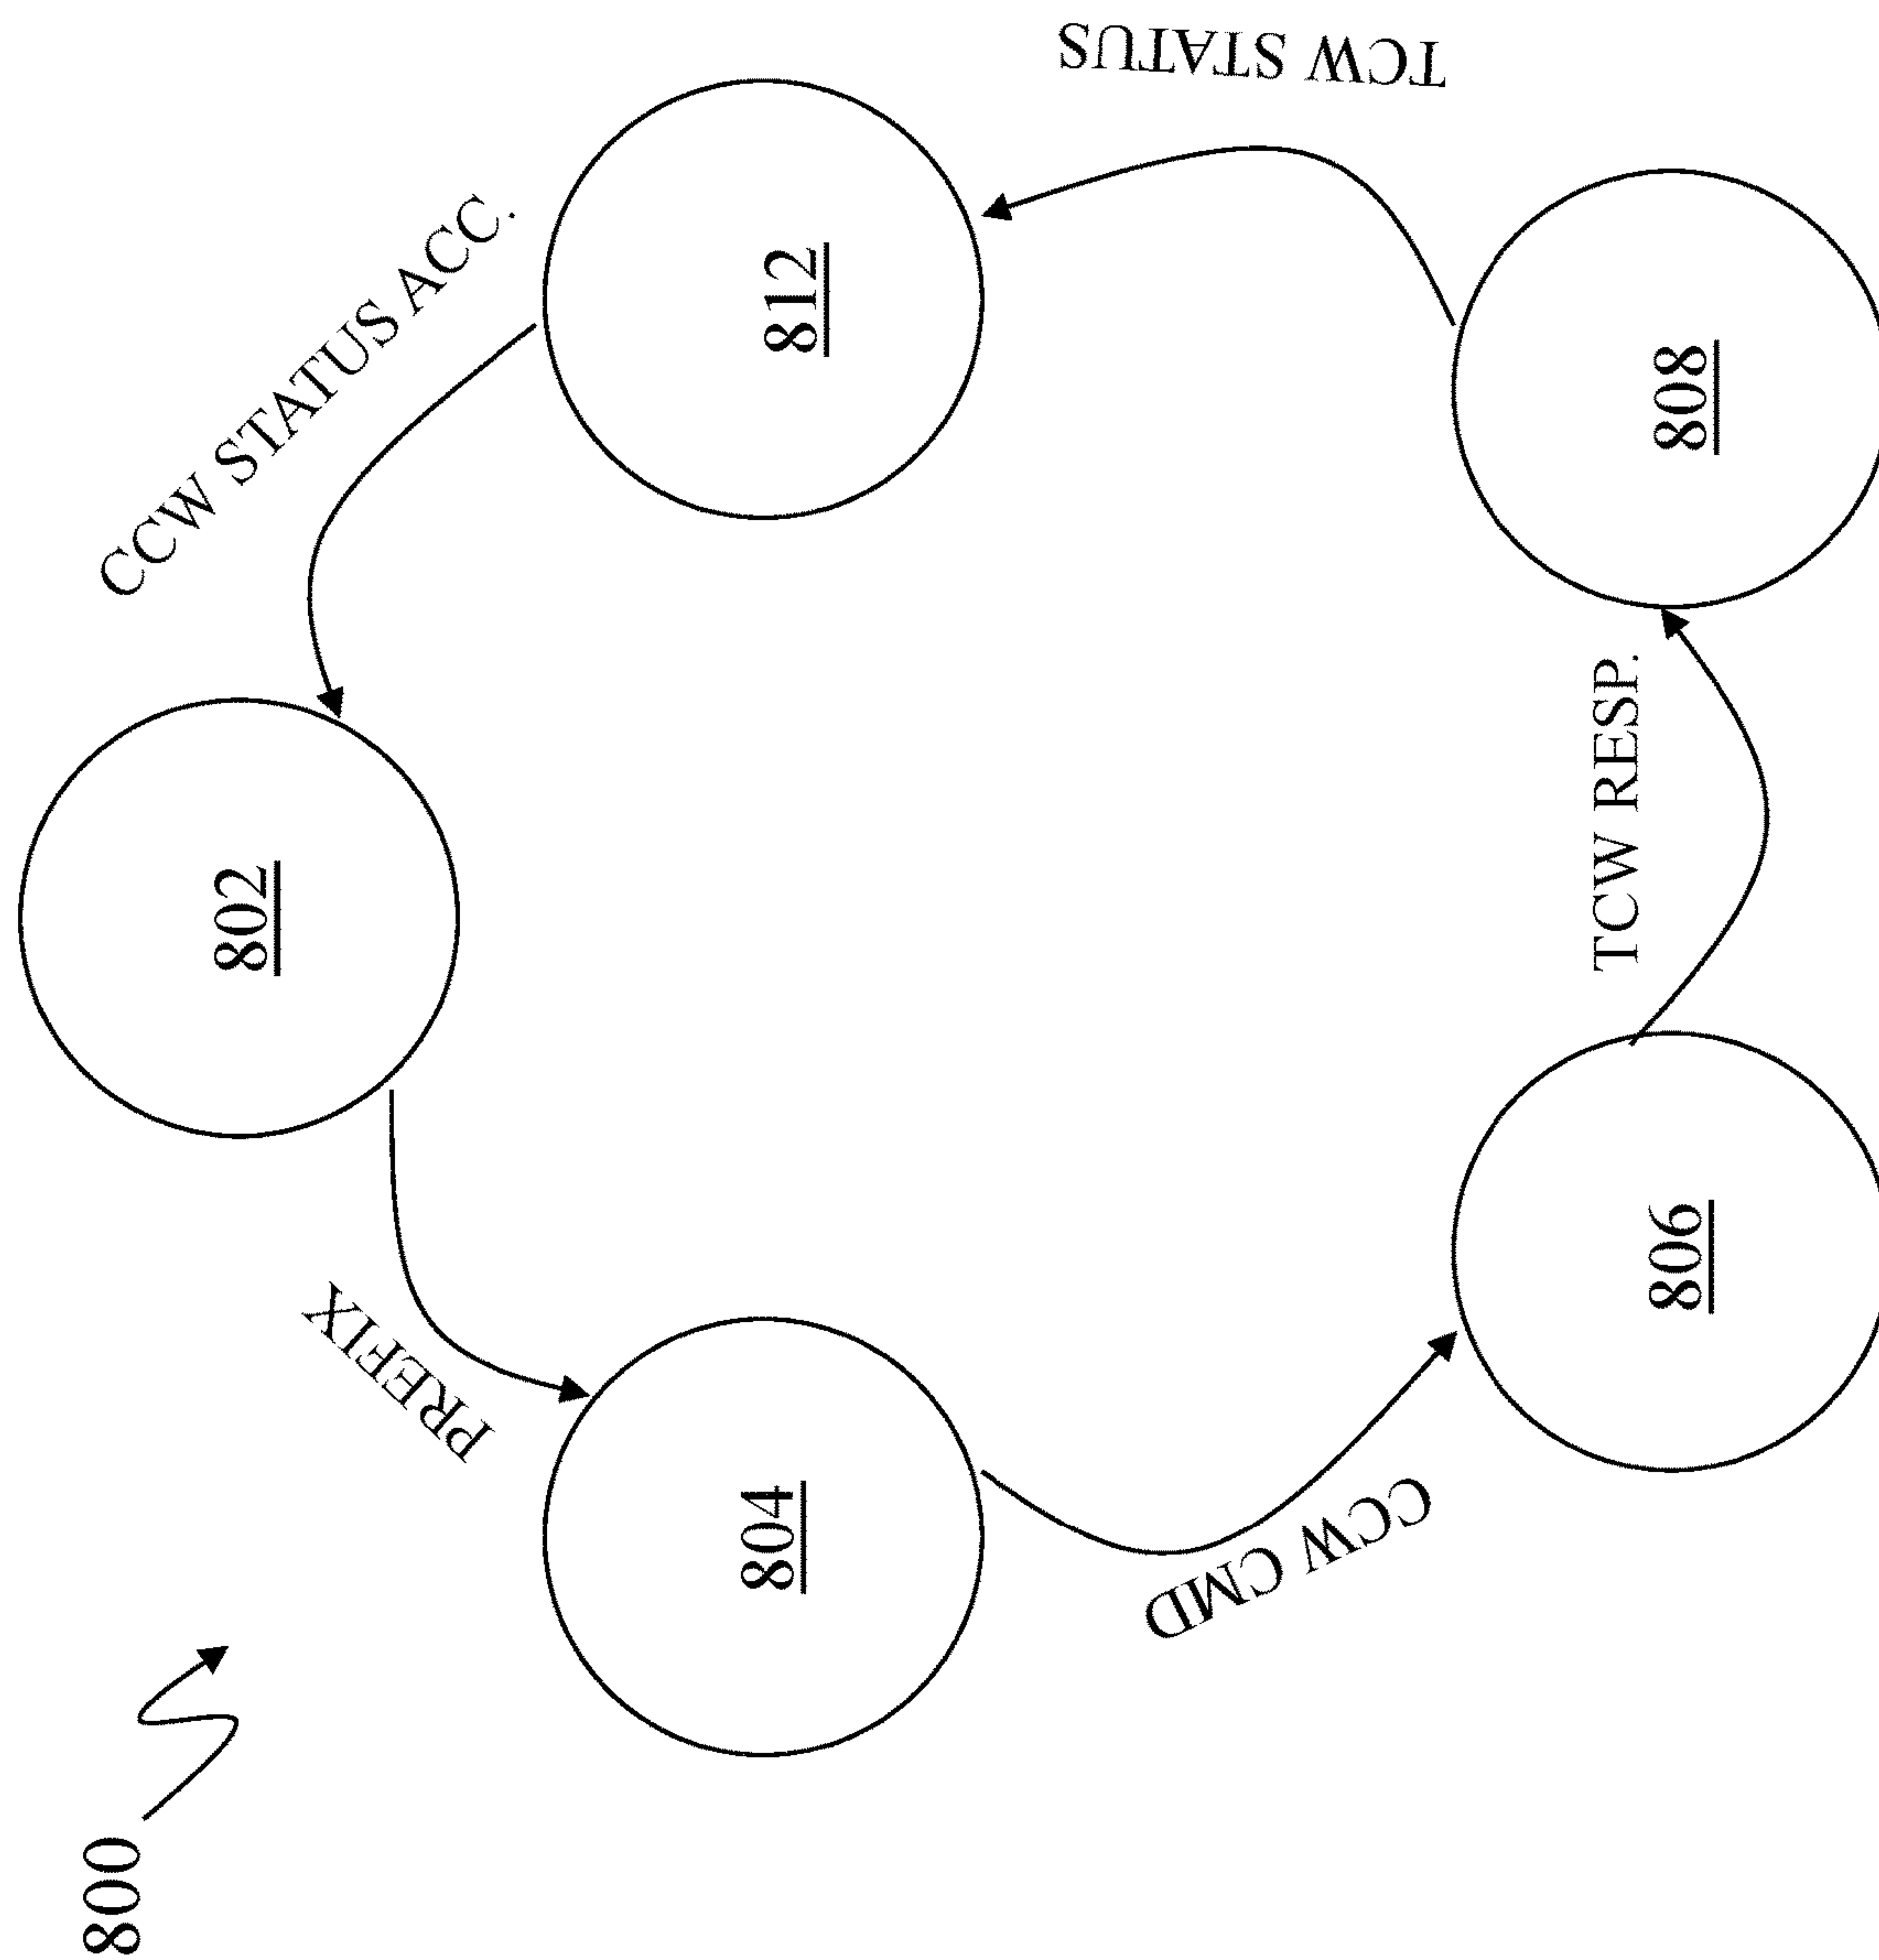 800
802
PREFIX
804
CCW CMD
806
TCW RESP.
808
TCW STATUS
812
CCW STATUS ACC.